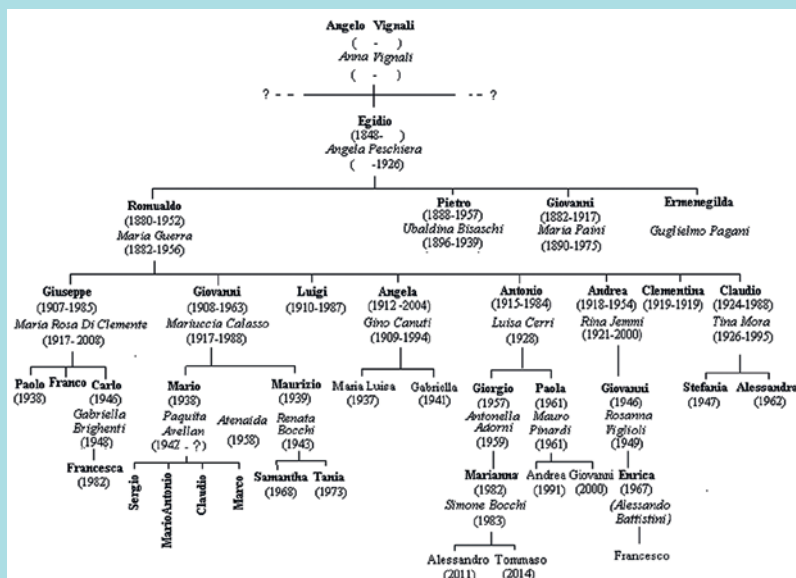 Angelo Vignali
( - )
Anna Vignali
( - )
? - - - - ?
Egidio
(1848- )
Angela Peschiera
( -1926)
Romualdo Pietro Giovanni Ermenegilda
(1880-1952) (1888-1957) (1882-1917)
Maria Guerra Ubaldina Bisaschi Maria Paini Guglielmo Pagani
(1882-1956) (1896-1939) (1890-1975)
Giuseppe Giovanni Luigi Angela Antonio Andrea Clementina Claudio
(1907-1985) (1908-1963) (1910-1987) (1912 -2004) (1915-1984) (1918-1954) (1919-1919) (1924-1988)
Maria Rosa Di Clemente Mariuccia Calasso Gino Canuti Luisa Cerri Rina Jemmi Tina Mora
(1917- 2008) (1917-1988) (1909-1994) (1928) (1921-2000) (1926-1995)
Paolo Franco Carlo Mario Maurizio Maria Luisa Gabriella Giorgio Paola Giovanni Stefania Alessandra
(1938) (1946) (1938) (1939) (1937) (1941) (1957) (1961) (1946) (1947) (1962)
Gabriella Paquita Atenaida Renata Antonella Mauro Rosanna
Brighenti Avellan Bocchi Adorni Pinardi Viglioli
(1948) (1942 - ?) (1958) (1943) (1959) (1961) (1949)
Francesca Sergio MarioAntonio Claudio Marco Samantha Tania Marianna Andrea Giovanni Enrica
(1982) (1968) (1973) (1982) (1991) (2000) (1967)
Simone Bocchi (Alessando
(1983) Battistini)
Alessandro Tommaso Francesco
(2011) (2014)